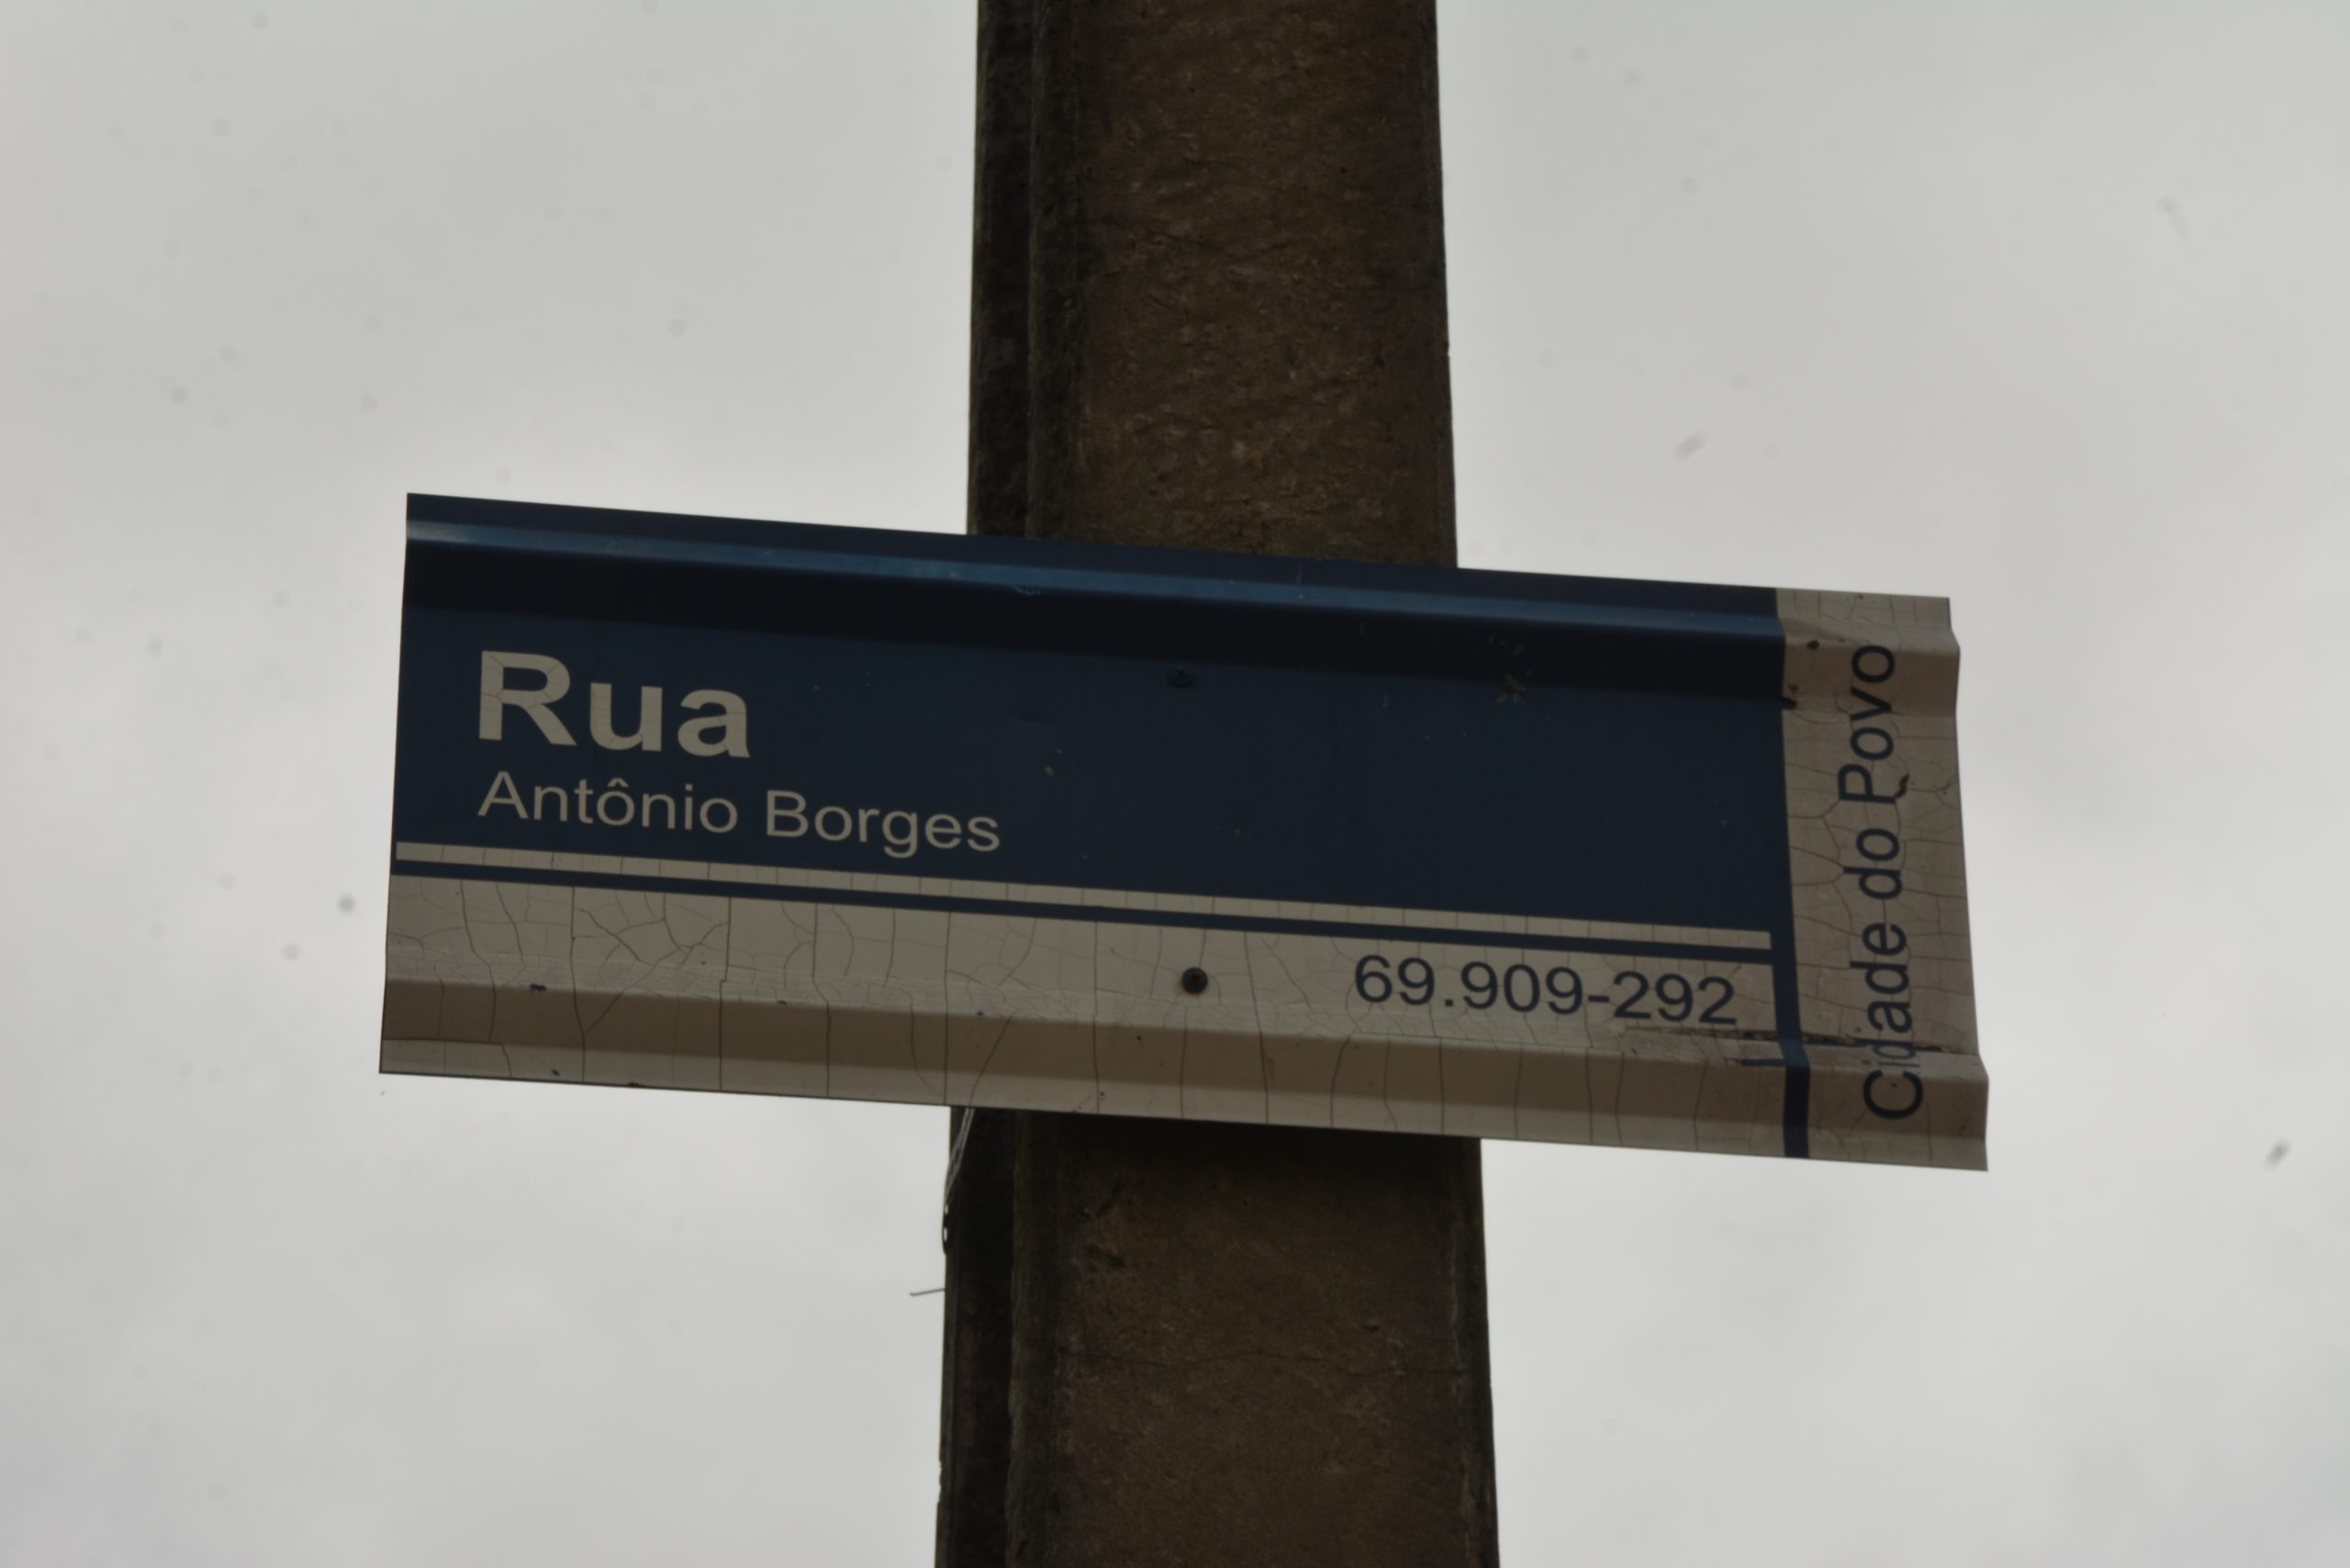 Rua
Antônio Borges
69.909-292
Cidade do Povo